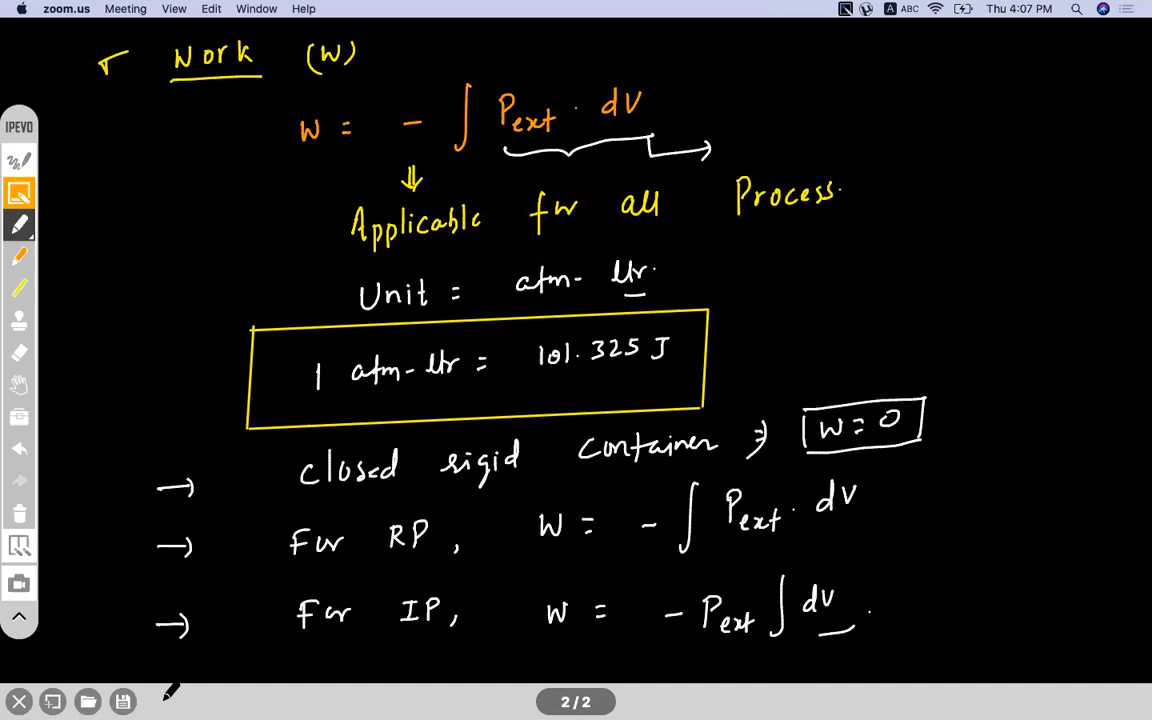 zoom.us Meeting View Edit Window Help ABC Thu 4:07 PM
Work (W)
W = - ∫ Pext · dV
Applicable for all Process.
Unit = atm- ltr.
1 atm- ltr = 101.325 J
→ closed rigid container ⇒ W = 0
→ For RP, W = - ∫ Pext · dV
→ For IP, W = - Pext ∫ dV
IPEVO
2/2